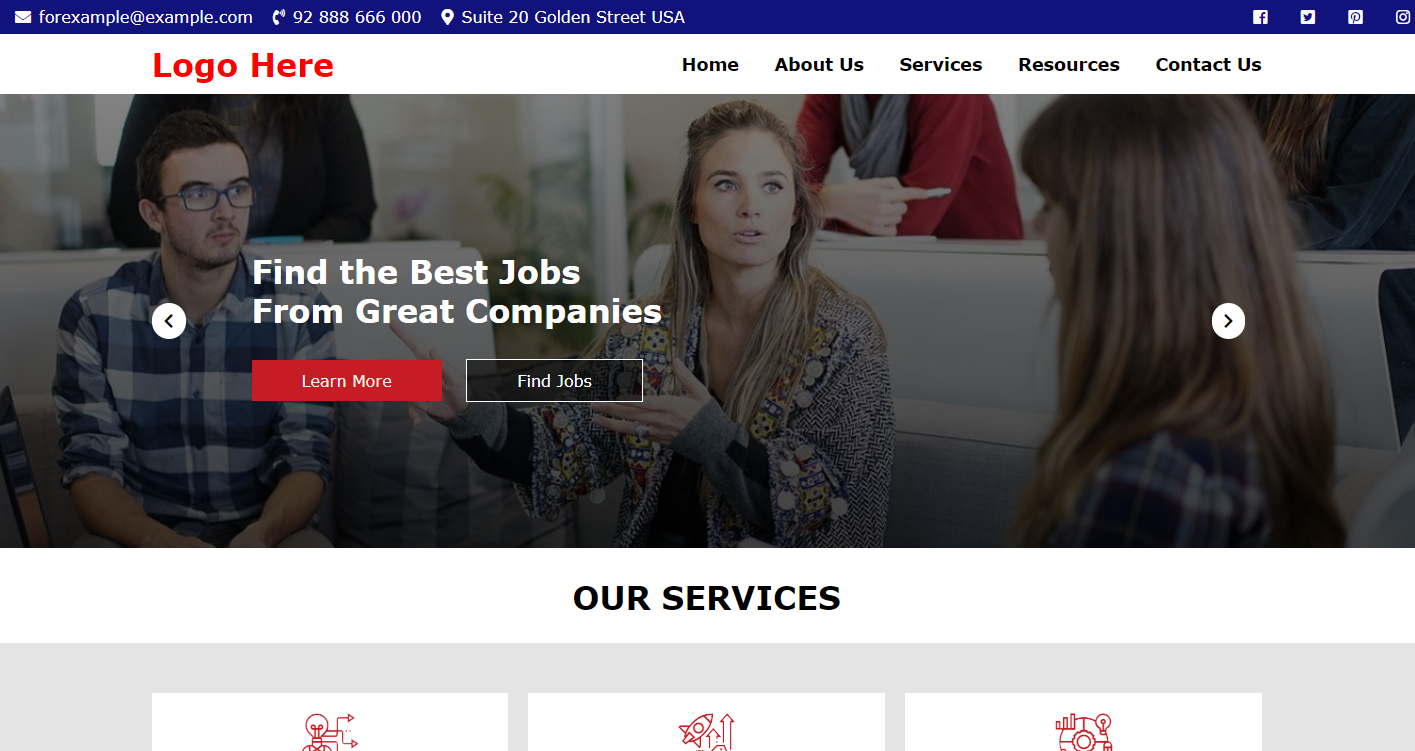 forexample@example.com 92 888 666 000 Suite 20 Golden Street USA
Logo Here Home About Us Services Resources Contact Us
Find the Best Jobs
From Great Companies
Learn More Find Jobs
OUR SERVICES